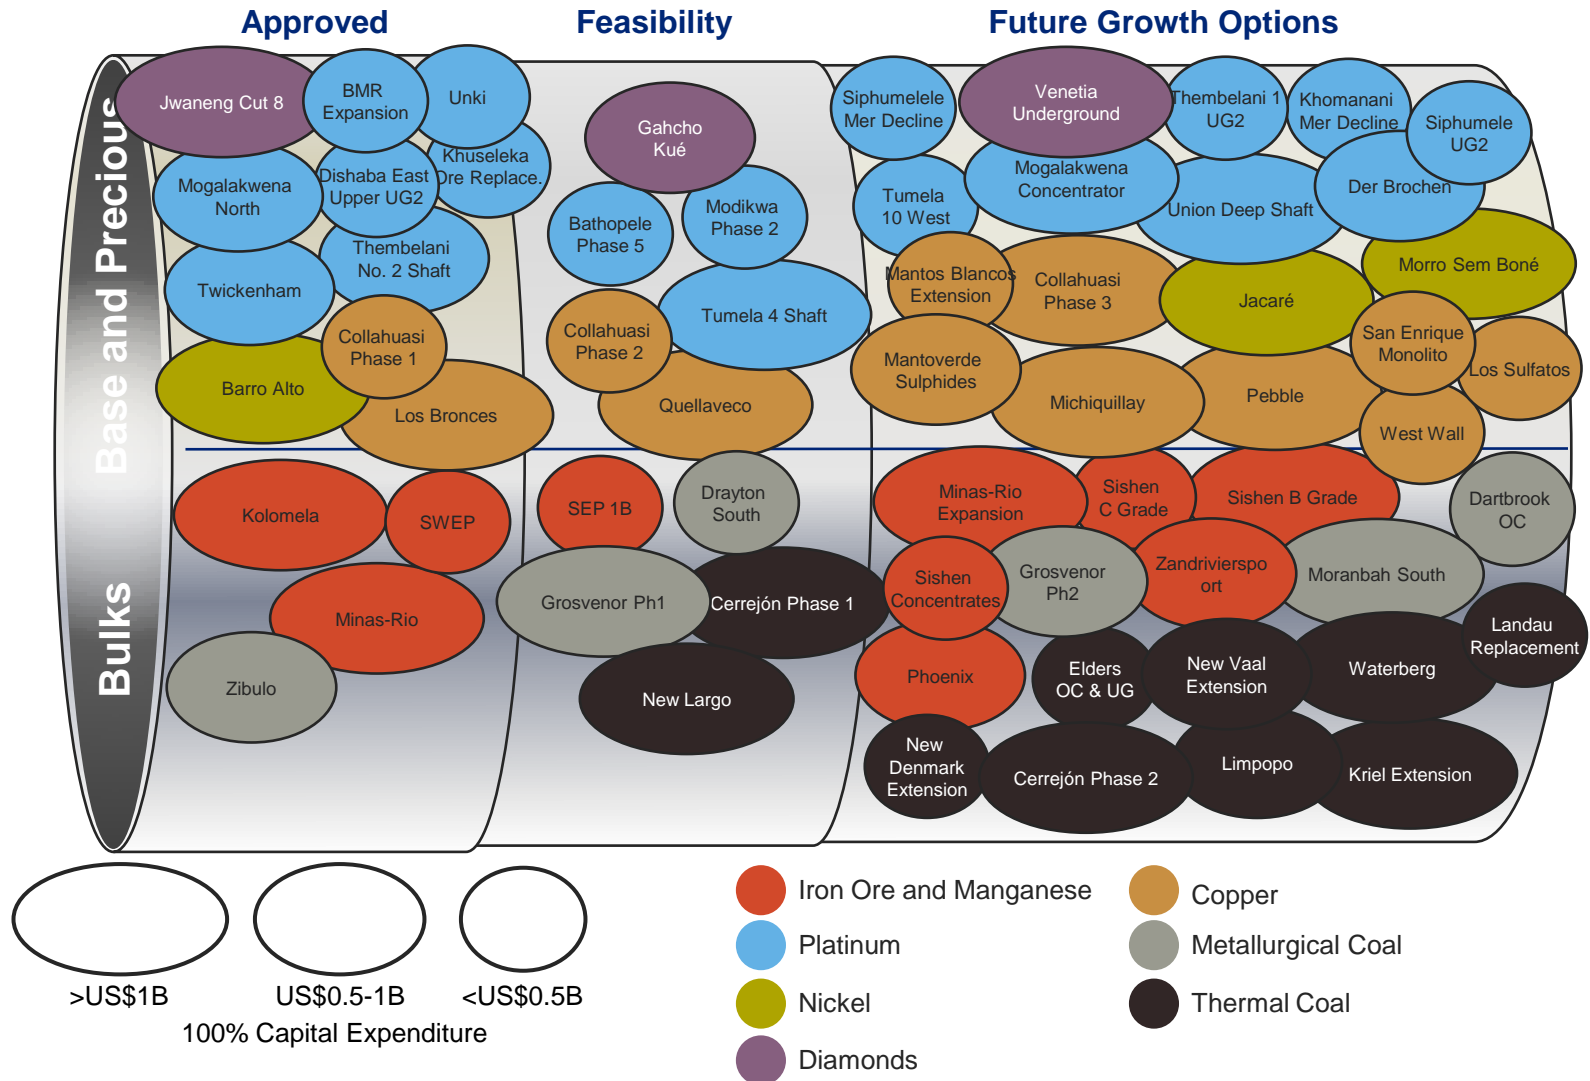 Approved
Feasibility
Future Growth Options
Base and Precious
Bulks
Jwaneng Cut 8
BMR
Expansion
Unki
Mogalakwena
North
Dishaba East
Upper UG2
Khuseleka
Ore Replace.
Twickenham
Thembelani
No. 2 Shaft
Collahuasi
Phase 1
Barro Alto
Los Bronces
Kolomela
SWEP
Minas-Rio
Zibulo
Gahcho
Kué
Bathopele
Phase 5
Modikwa
Phase 2
Collahuasi
Phase 2
Tumela 4 Shaft
Quellaveco
SEP 1B
Drayton
South
Grosvenor Ph1
Cerrejón Phase 1
New Largo
Siphumelele
Mer Decline
Venetia
Underground
Thembelani 1
UG2
Khomanani
Mer Decline
Siphumele
UG2
Tumela
10 West
Mogalakwena
Concentrator
Union Deep Shaft
Der Brochen
Mantos Blancos
Extension
Collahuasi
Phase 3
Jacaré
Morro Sem Boné
Mantoverde
Sulphides
Michiquillay
Pebble
San Enrique
Monolito
Los Sulfatos
West Wall
Minas-Rio
Expansion
Sishen
C Grade
Sishen B Grade
Dartbrook
OC
Sishen
Concentrates
Grosvenor
Ph2
Zandrivierspo
ort
Moranbah South
Phoenix
Elders
OC & UG
New Vaal
Extension
Waterberg
Landau
Replacement
New
Denmark
Extension
Cerrejón Phase 2
Limpopo
Kriel Extension
>US$1B
US$0.5-1B
<US$0.5B
100% Capital Expenditure
Iron Ore and Manganese
Platinum
Nickel
Diamonds
Copper
Metallurgical Coal
Thermal Coal